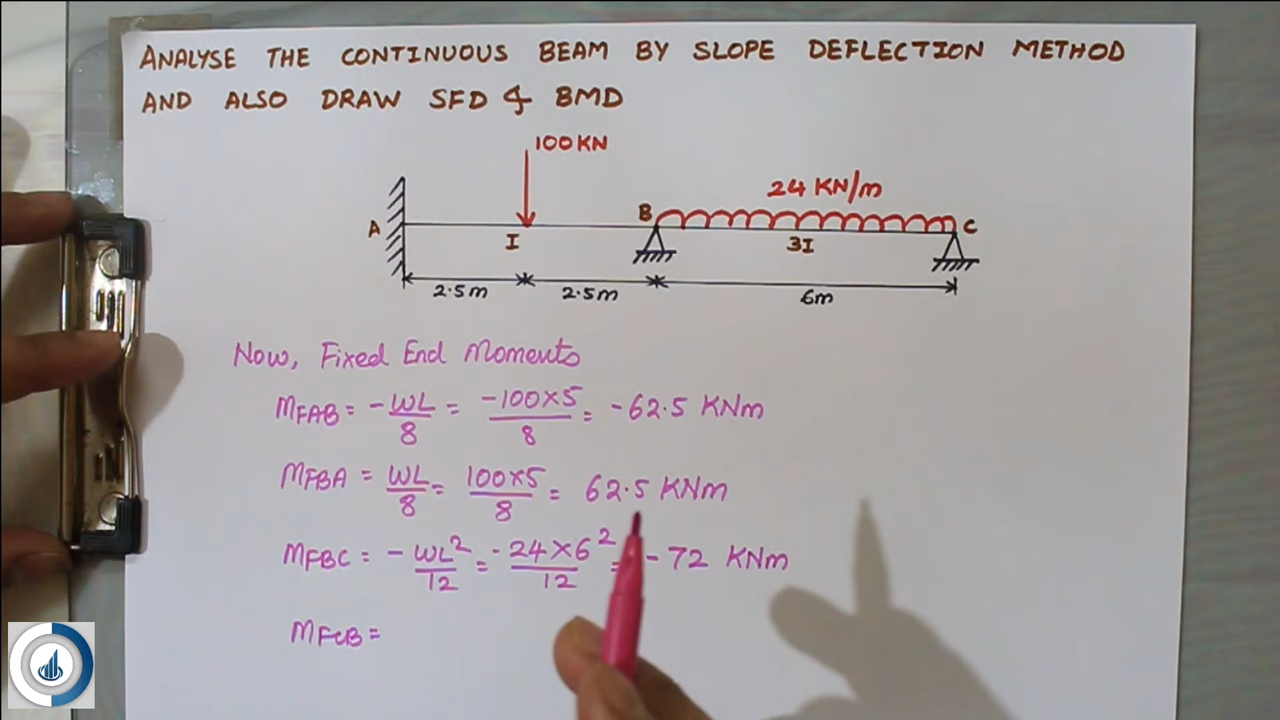 ANALYSE THE CONTINUOUS BEAM BY SLOPE DEFLECTION METHOD
AND ALSO DRAW SFD & BMD
100KN
24 KN/m
A
B
C
I
3I
2.5m
2.5m
6m
Now, Fixed End Moments
MFAB = -WL/8 = -100×5/8 = -62.5 KNm
MFBA = WL/8 = 100×5/8 = 62.5 KNm
MFBC = -WL²/12 = -24×6²/12 = -72 KNm
MFCB =